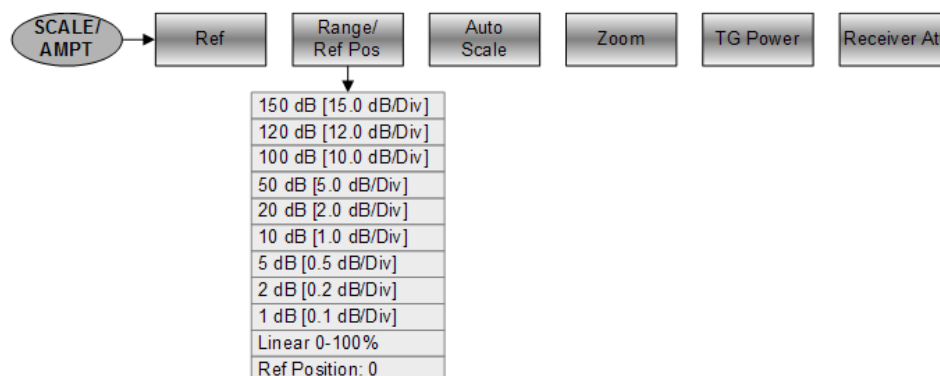 SCALE/
AMPT
Ref
Range/
Ref Pos
Auto
Scale
Zoom
TG Power
Receiver Att
150 dB [15.0 dB/Div]
120 dB [12.0 dB/Div]
100 dB [10.0 dB/Div]
50 dB [5.0 dB/Div]
20 dB [2.0 dB/Div]
10 dB [1.0 dB/Div]
5 dB [0.5 dB/Div]
2 dB [0.2 dB/Div]
1 dB [0.1 dB/Div]
Linear 0-100%
Ref Position: 0